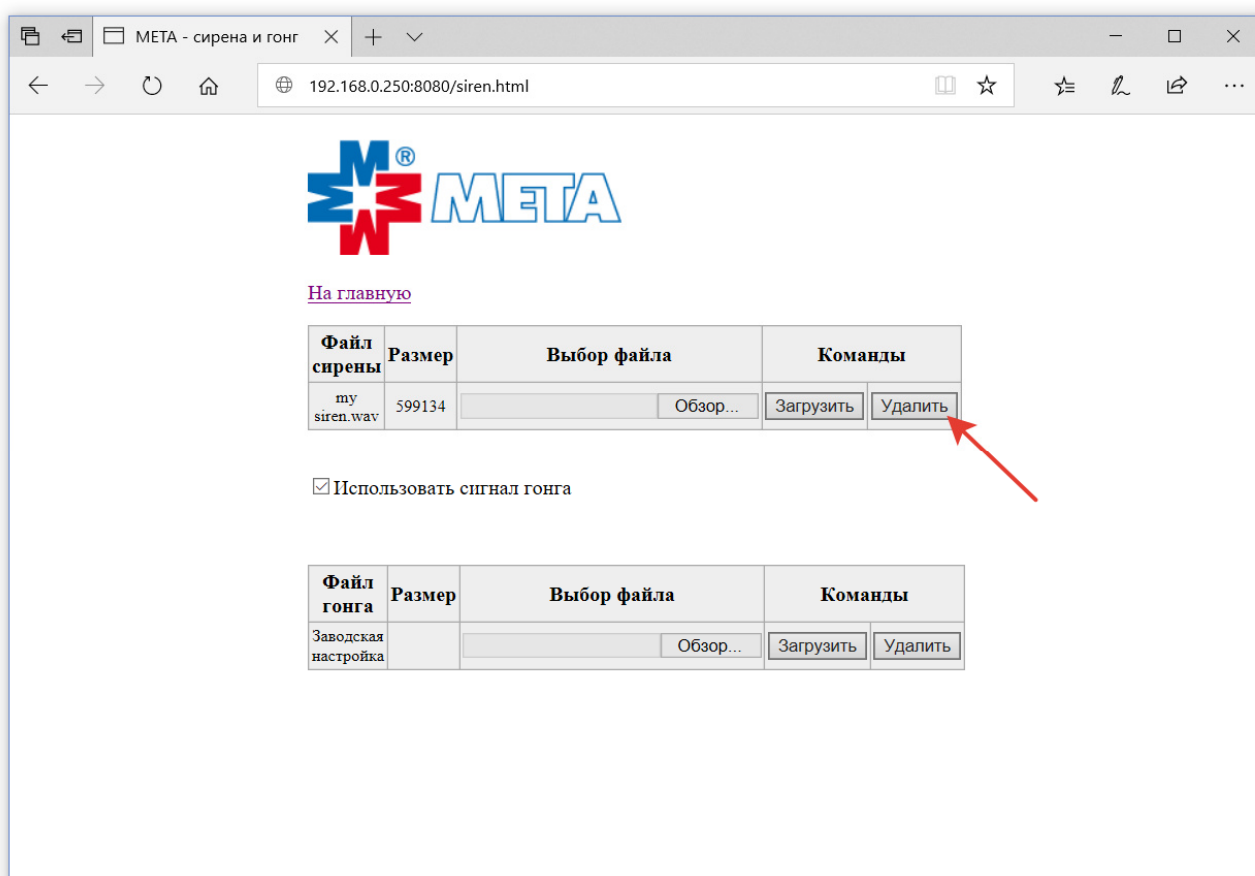 META - сирена и гонг
192.168.0.250:8080/siren.html
®
META
На главную
Файл сирены Размер Выбор файла Команды
my siren.wav 599134 Обзор... Загрузить Удалить
Использовать сигнал гонга
Файл гонга Размер Выбор файла Команды
Заводская настройка Обзор... Загрузить Удалить